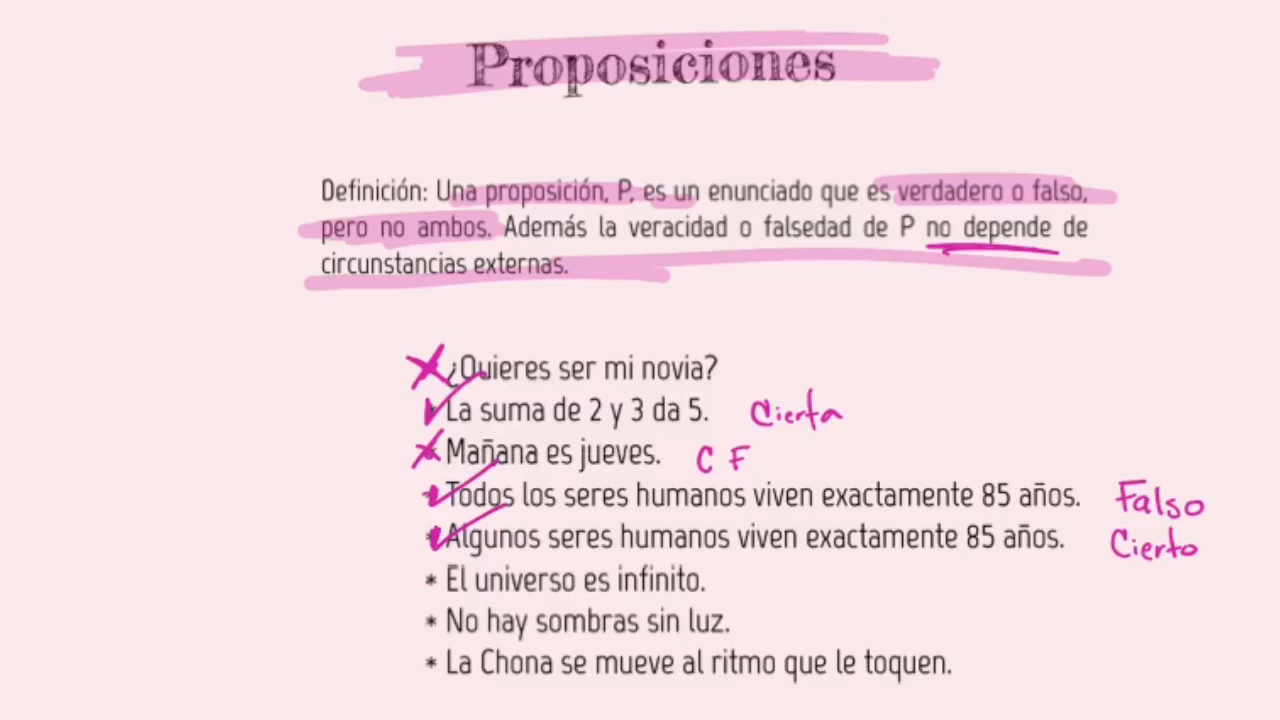 Proposiciones
Definición: Una proposición, P, es un enunciado que es verdadero o falso,
pero no ambos. Además la veracidad o falsedad de P no depende de
circunstancias externas.
¿Quieres ser mi novia?
* La suma de 2 y 3 da 5. Cierta
* Mañana es jueves. C F
* Todos los seres humanos viven exactamente 85 años. Falso
* Algunos seres humanos viven exactamente 85 años. Cierto
* El universo es infinito.
* No hay sombras sin luz.
* La Chona se mueve al ritmo que le toquen.